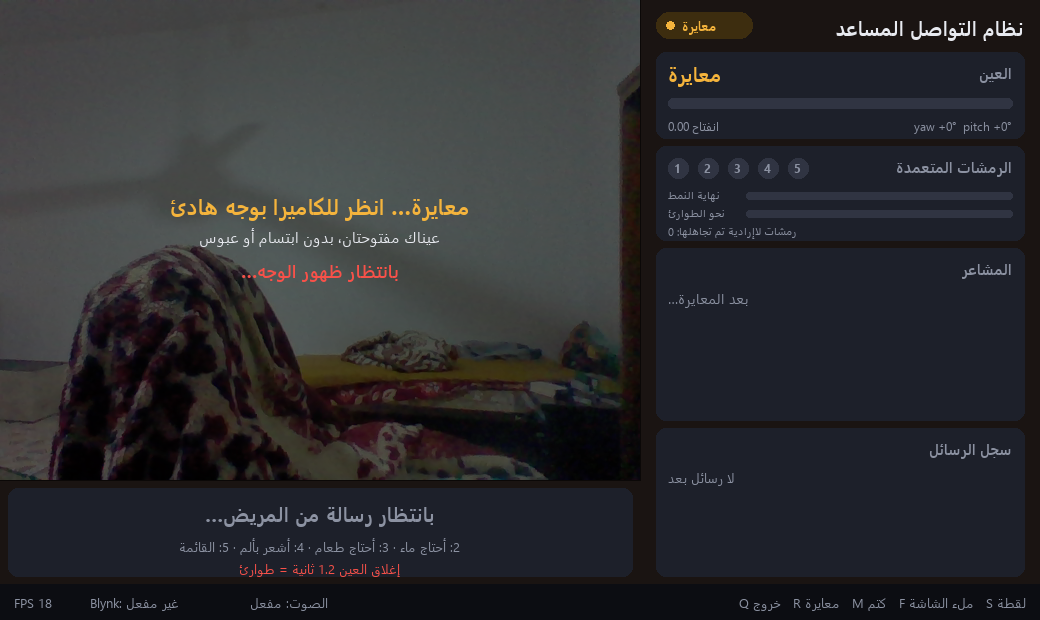 نظام التواصل المساعد
معايرة
العين
معايرة
انفتاح 0.00
yaw +0° pitch +0°
الرمشات المتعمدة
1 2 3 4 5
نهاية النمط
نحو الطوارئ
رمشات لاإرادية تم تجاهلها: 0
المشاعر
بعد المعايرة...
سجل الرسائل
لا رسائل بعد
معايرة... انظر للكاميرا بوجه هادئ
عيناك مفتوحتان، بدون ابتسام أو عبوس
بانتظار ظهور الوجه...
بانتظار رسالة من المريض...
2: أحتاج ماء · 3: أحتاج طعام · 4: أشعر بألم · 5: القائمة
إغلاق العين 1.2 ثانية = طوارئ
لقطة S ملء الشاشة F كتم M معايرة R خروج Q
الصوت: مفعل
Blynk: غير مفعل
FPS 18